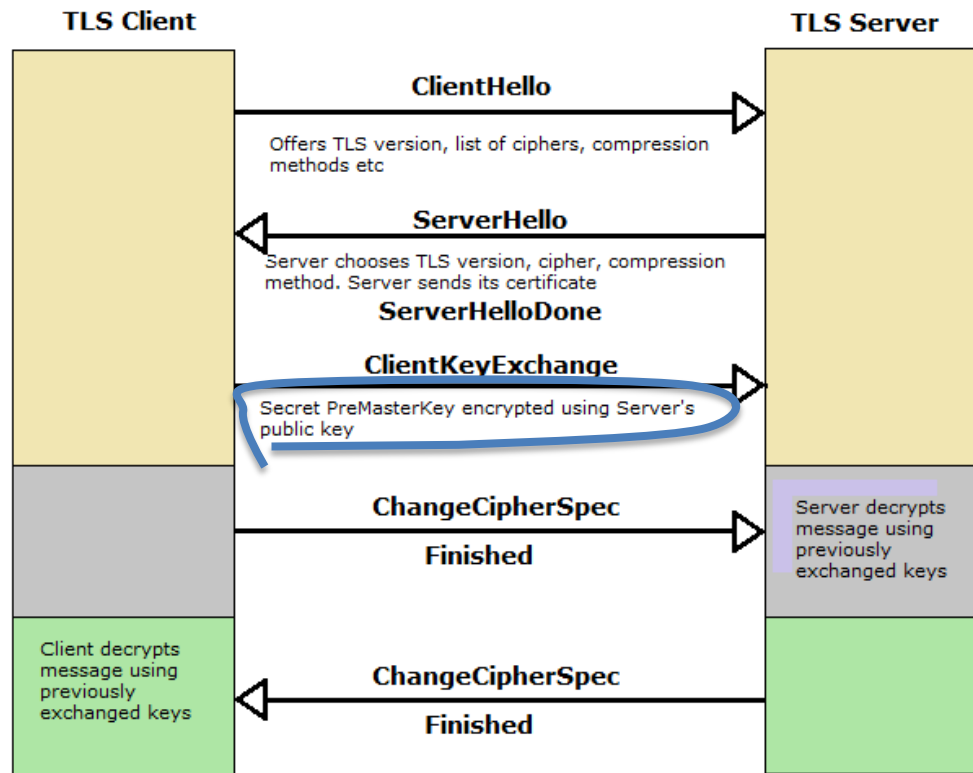 TLS Client
TLS Server
ClientHello
Offers TLS version, list of ciphers, compression
methods etc
ServerHello
Server chooses TLS version, cipher, compression
method. Server sends its certificate
ServerHelloDone
ClientKeyExchange
Secret PreMasterKey encrypted using Server's
public key
ChangeCipherSpec
Finished
Server decrypts
message using
previously
exchanged keys
Client decrypts
message using
previously
exchanged keys
ChangeCipherSpec
Finished